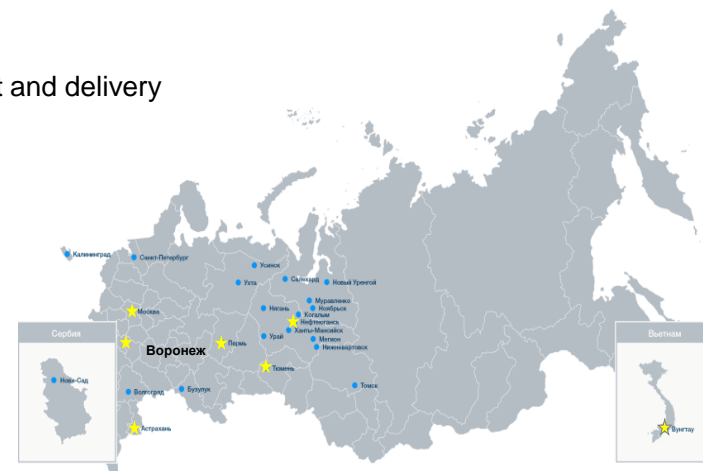 t and delivery
Калининград
Санкт-Петербург
Усинск
Ухта
Салехард
Новый Уренгой
Муравленко
Нягань
Ноябрьск
Когалым
Москва
Нефтеюганск
Ханты-Мансийск
Урай
Мегион
Нижневартовск
Сербия
Нови-Сад
Воронеж
Пермь
Тюмень
Волгоград
Бузулук
Томск
Астрахань
Вьетнам
Вунгтау